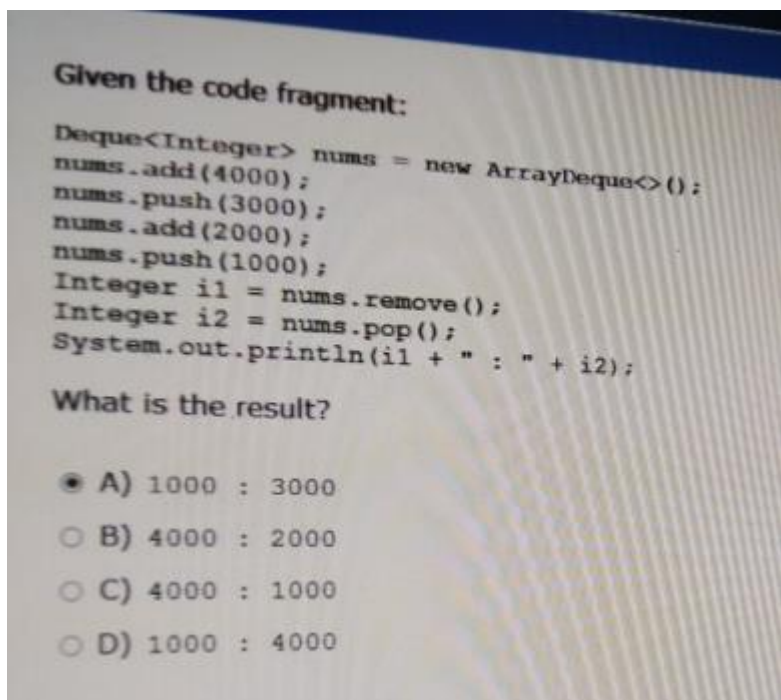 Given the code fragment:
Deque<Integer> nums = new ArrayDeque<>();
nums.add(4000);
nums.push(3000);
nums.add(2000);
nums.push(1000);
Integer i1 = nums.remove();
Integer i2 = nums.pop();
System.out.println(i1 + " : " + i2);
What is the result?
A) 1000 : 3000
B) 4000 : 2000
C) 4000 : 1000
D) 1000 : 4000